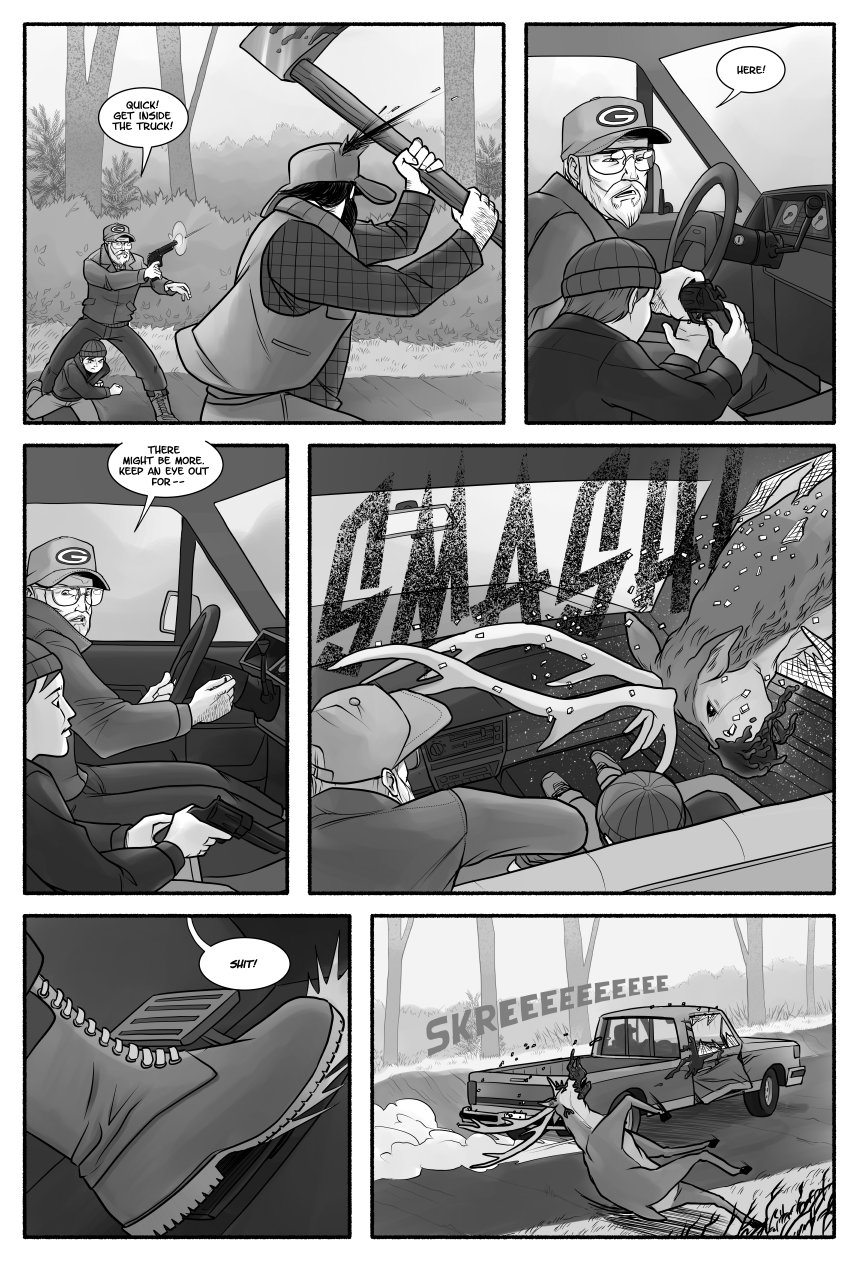 QUICK!
GET INSIDE
THE TRUCK!
G
HERE!
G
THERE
MIGHT BE MORE.
KEEP AN EYE OUT
FOR --
G
SMASH!
SHIT!
SKREEEEEEEEEE